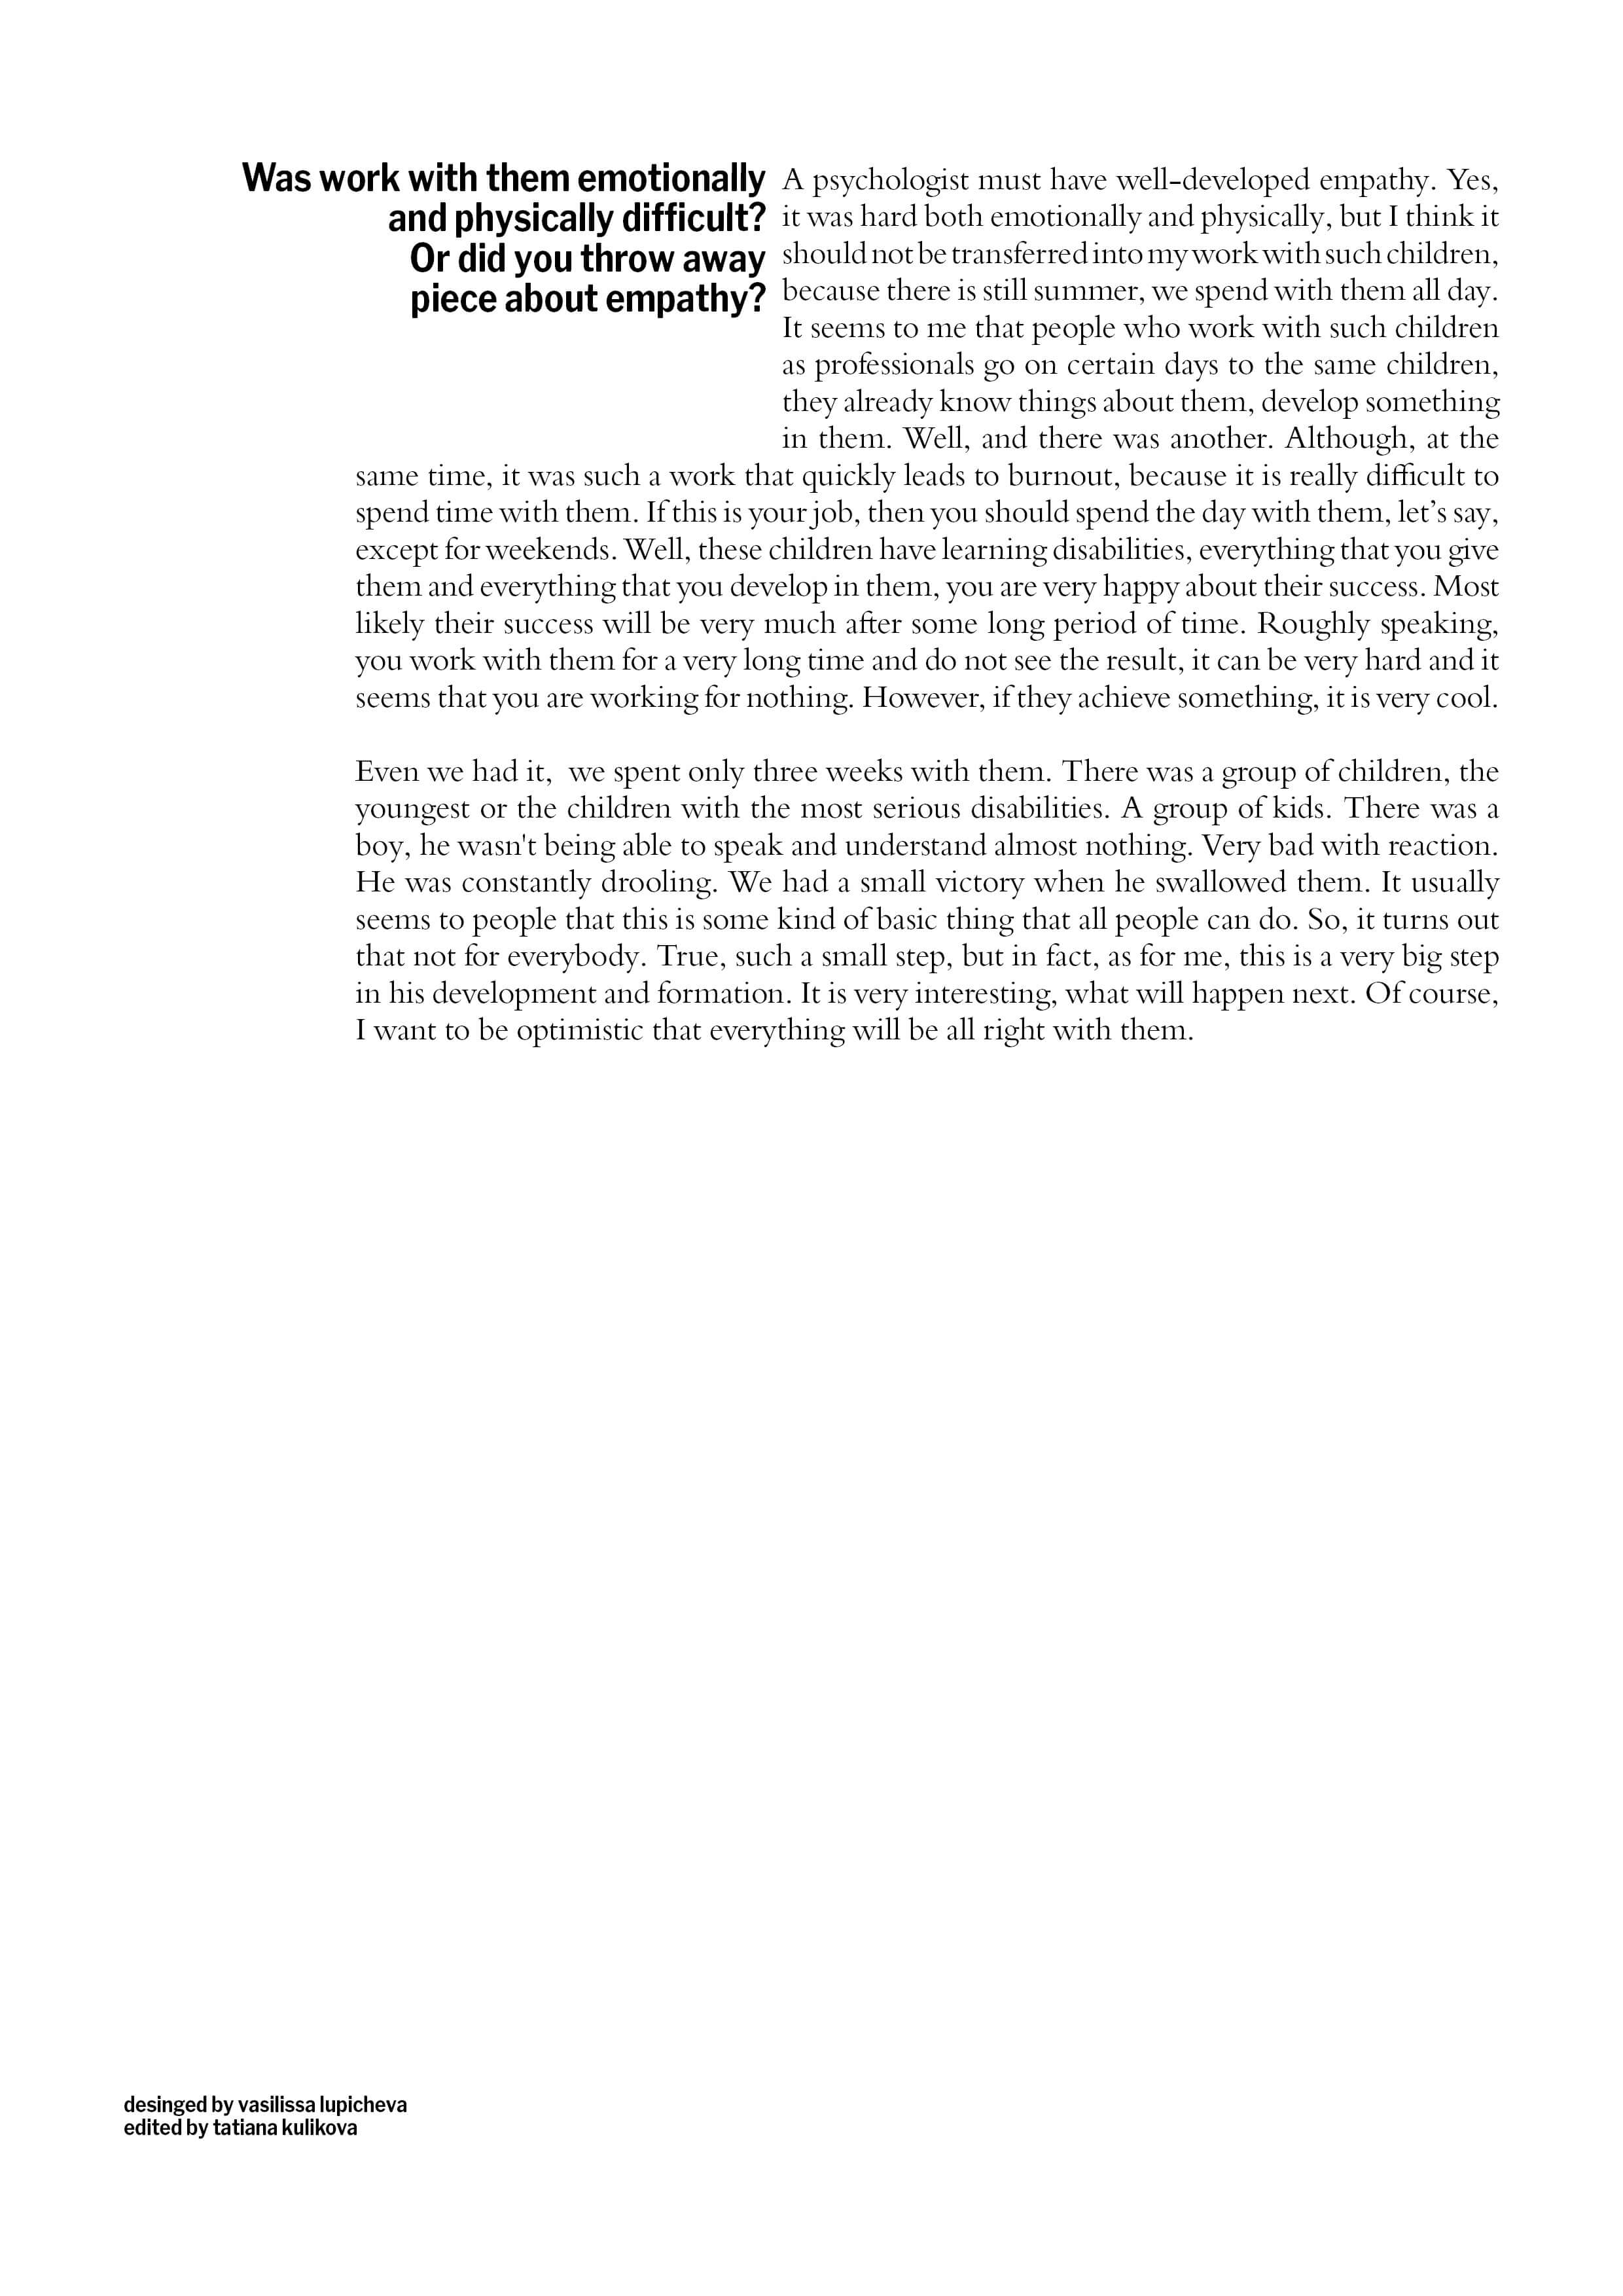 Was work with them emotionally
and physically difficult?
Or did you throw away
piece about empathy?
A psychologist must have well-developed empathy. Yes,
it was hard both emotionally and physically, but I think it
should not be transferred into my work with such children,
because there is still summer, we spend with them all day.
It seems to me that people who work with such children
as professionals go on certain days to the same children,
they already know things about them, develop something
in them. Well, and there was another. Although, at the
same time, it was such a work that quickly leads to burnout, because it is really difficult to
spend time with them. If this is your job, then you should spend the day with them, let’s say,
except for weekends. Well, these children have learning disabilities, everything that you give
them and everything that you develop in them, you are very happy about their success. Most
likely their success will be very much after some long period of time. Roughly speaking,
you work with them for a very long time and do not see the result, it can be very hard and it
seems that you are working for nothing. However, if they achieve something, it is very cool.
Even we had it,  we spent only three weeks with them. There was a group of children, the
youngest or the children with the most serious disabilities. A group of kids. There was a
boy, he wasn't being able to speak and understand almost nothing. Very bad with reaction.
He was constantly drooling. We had a small victory when he swallowed them. It usually
seems to people that this is some kind of basic thing that all people can do. So, it turns out
that not for everybody. True, such a small step, but in fact, as for me, this is a very big step
in his development and formation. It is very interesting, what will happen next. Of course,
I want to be optimistic that everything will be all right with them.
desinged by vasilissa lupicheva
edited by tatiana kulikova